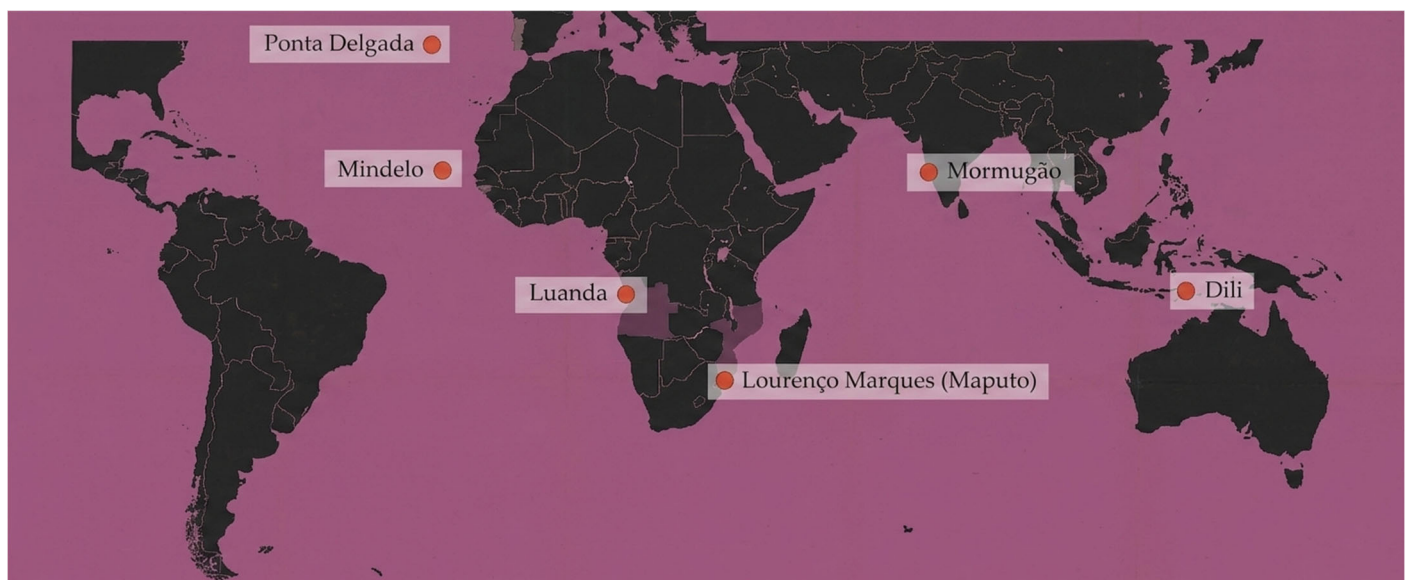 Ponta Delgada
Mindelo
Mormugão
Luanda
Dili
Lourenço Marques (Maputo)